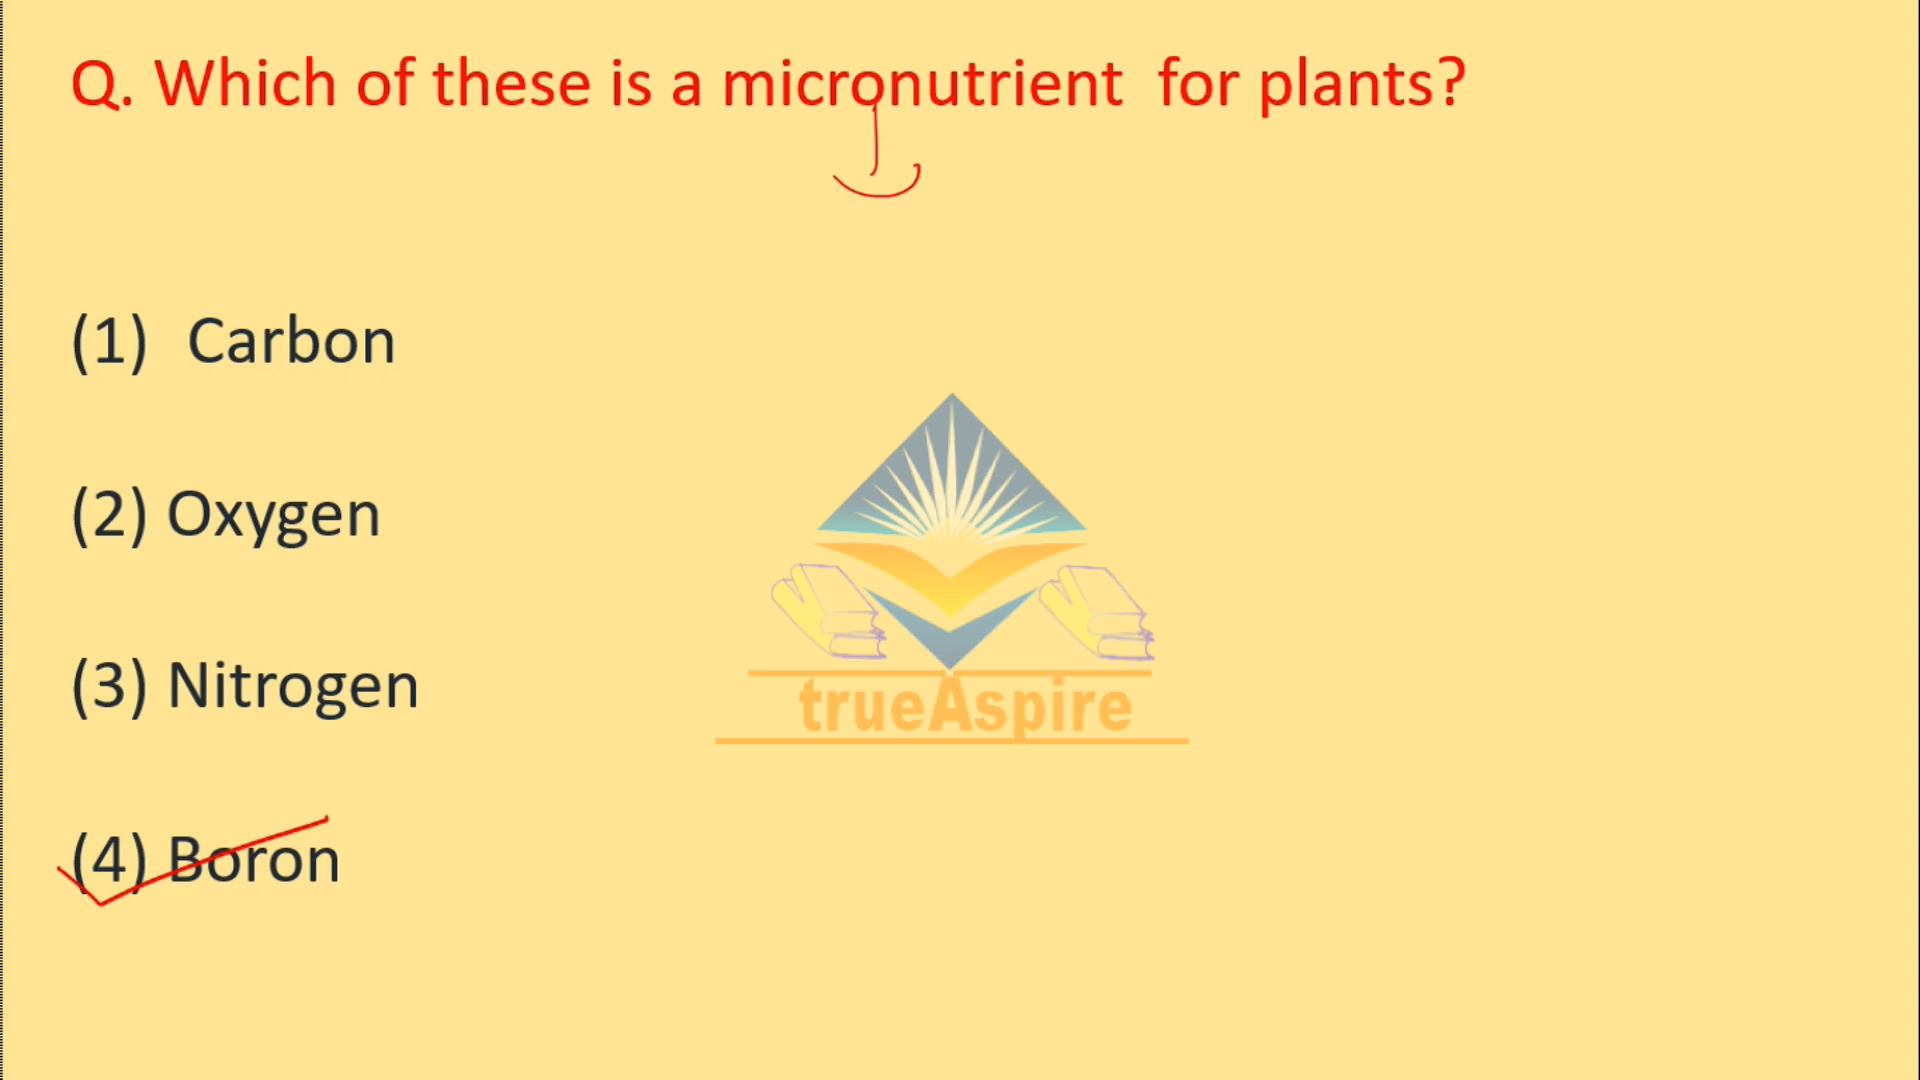 Q. Which of these is a micronutrient for plants?
(1) Carbon
(2) Oxygen
trueAspire
(3) Nitrogen
(4) Boron